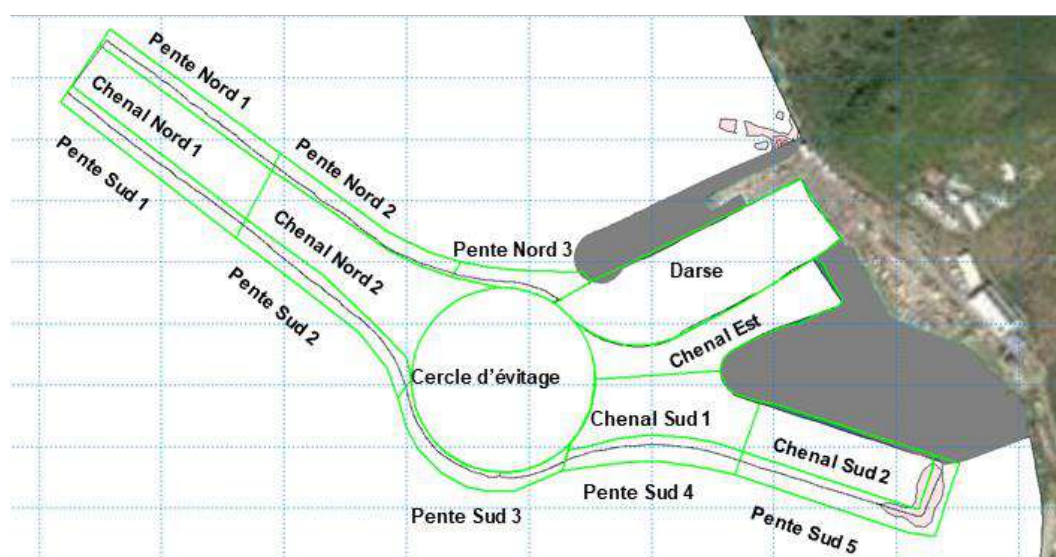 Pente Nord 1
Chenal Nord 1
Pente Sud 1
Pente Nord 2
Chenal Nord 2
Pente Sud 2
Pente Nord 3
Darse
Chenal Est
Cercle d'évitage
Chenal Sud 1
Chenal Sud 2
Pente Sud 3
Pente Sud 4
Pente Sud 5